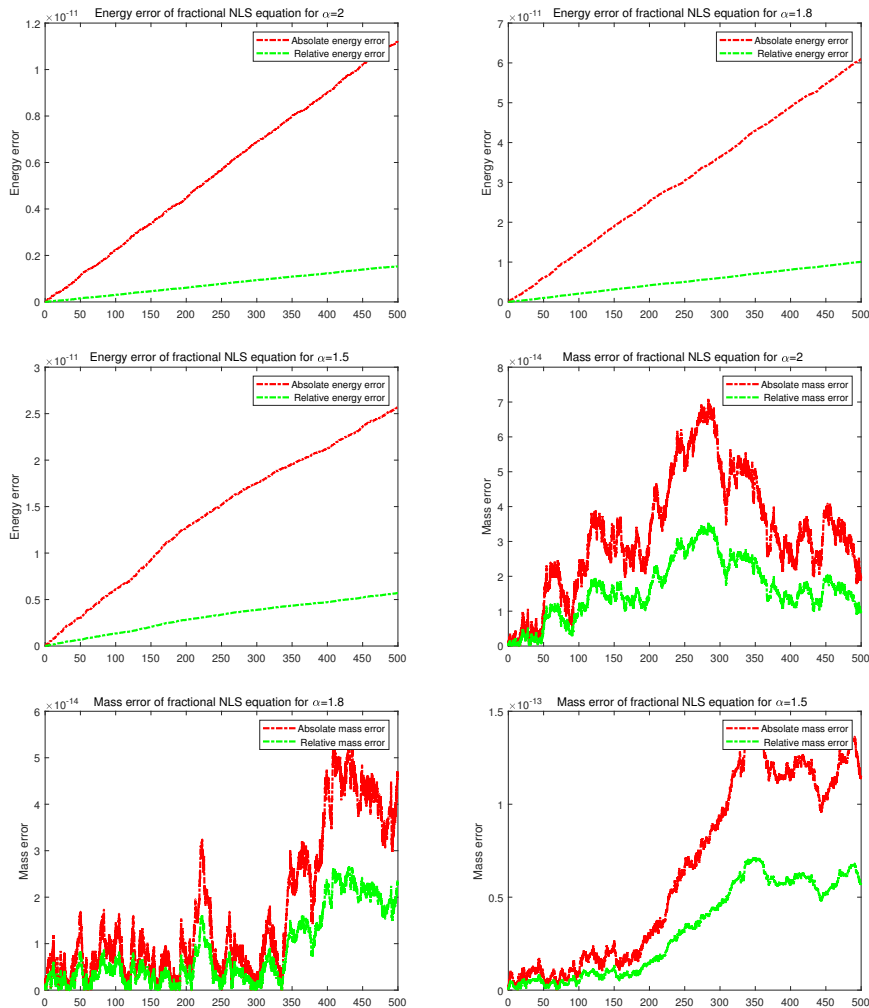 ×10-11
Energy error of fractional NLS equation for α=2
1.2
1
0.8
0.6
0.4
0.2
0
Energy error
Absolate energy error
Relative energy error
0 50 100 150 200 250 300 350 400 450 500
×10-11
Energy error of fractional NLS equation for α=1.8
7
6
5
4
3
2
1
0
Energy error
Absolate energy error
Relative energy error
0 50 100 150 200 250 300 350 400 450 500
×10-11
Energy error of fractional NLS equation for α=1.5
3
2.5
2
1.5
1
0.5
0
Energy error
Absolate energy error
Relative energy error
0 50 100 150 200 250 300 350 400 450 500
×10-14
Mass error of fractional NLS equation for α=2
8
7
6
5
4
3
2
1
0
Mass error
Absolate mass error
Relative mass error
0 50 100 150 200 250 300 350 400 450 500
×10-14
Mass error of fractional NLS equation for α=1.8
6
5
4
3
2
1
0
Mass error
Absolate mass error
Relative mass error
0 50 100 150 200 250 300 350 400 450 500
×10-13
Mass error of fractional NLS equation for α=1.5
1.5
1
0.5
0
Mass error
Absolate mass error
Relative mass error
0 50 100 150 200 250 300 350 400 450 500